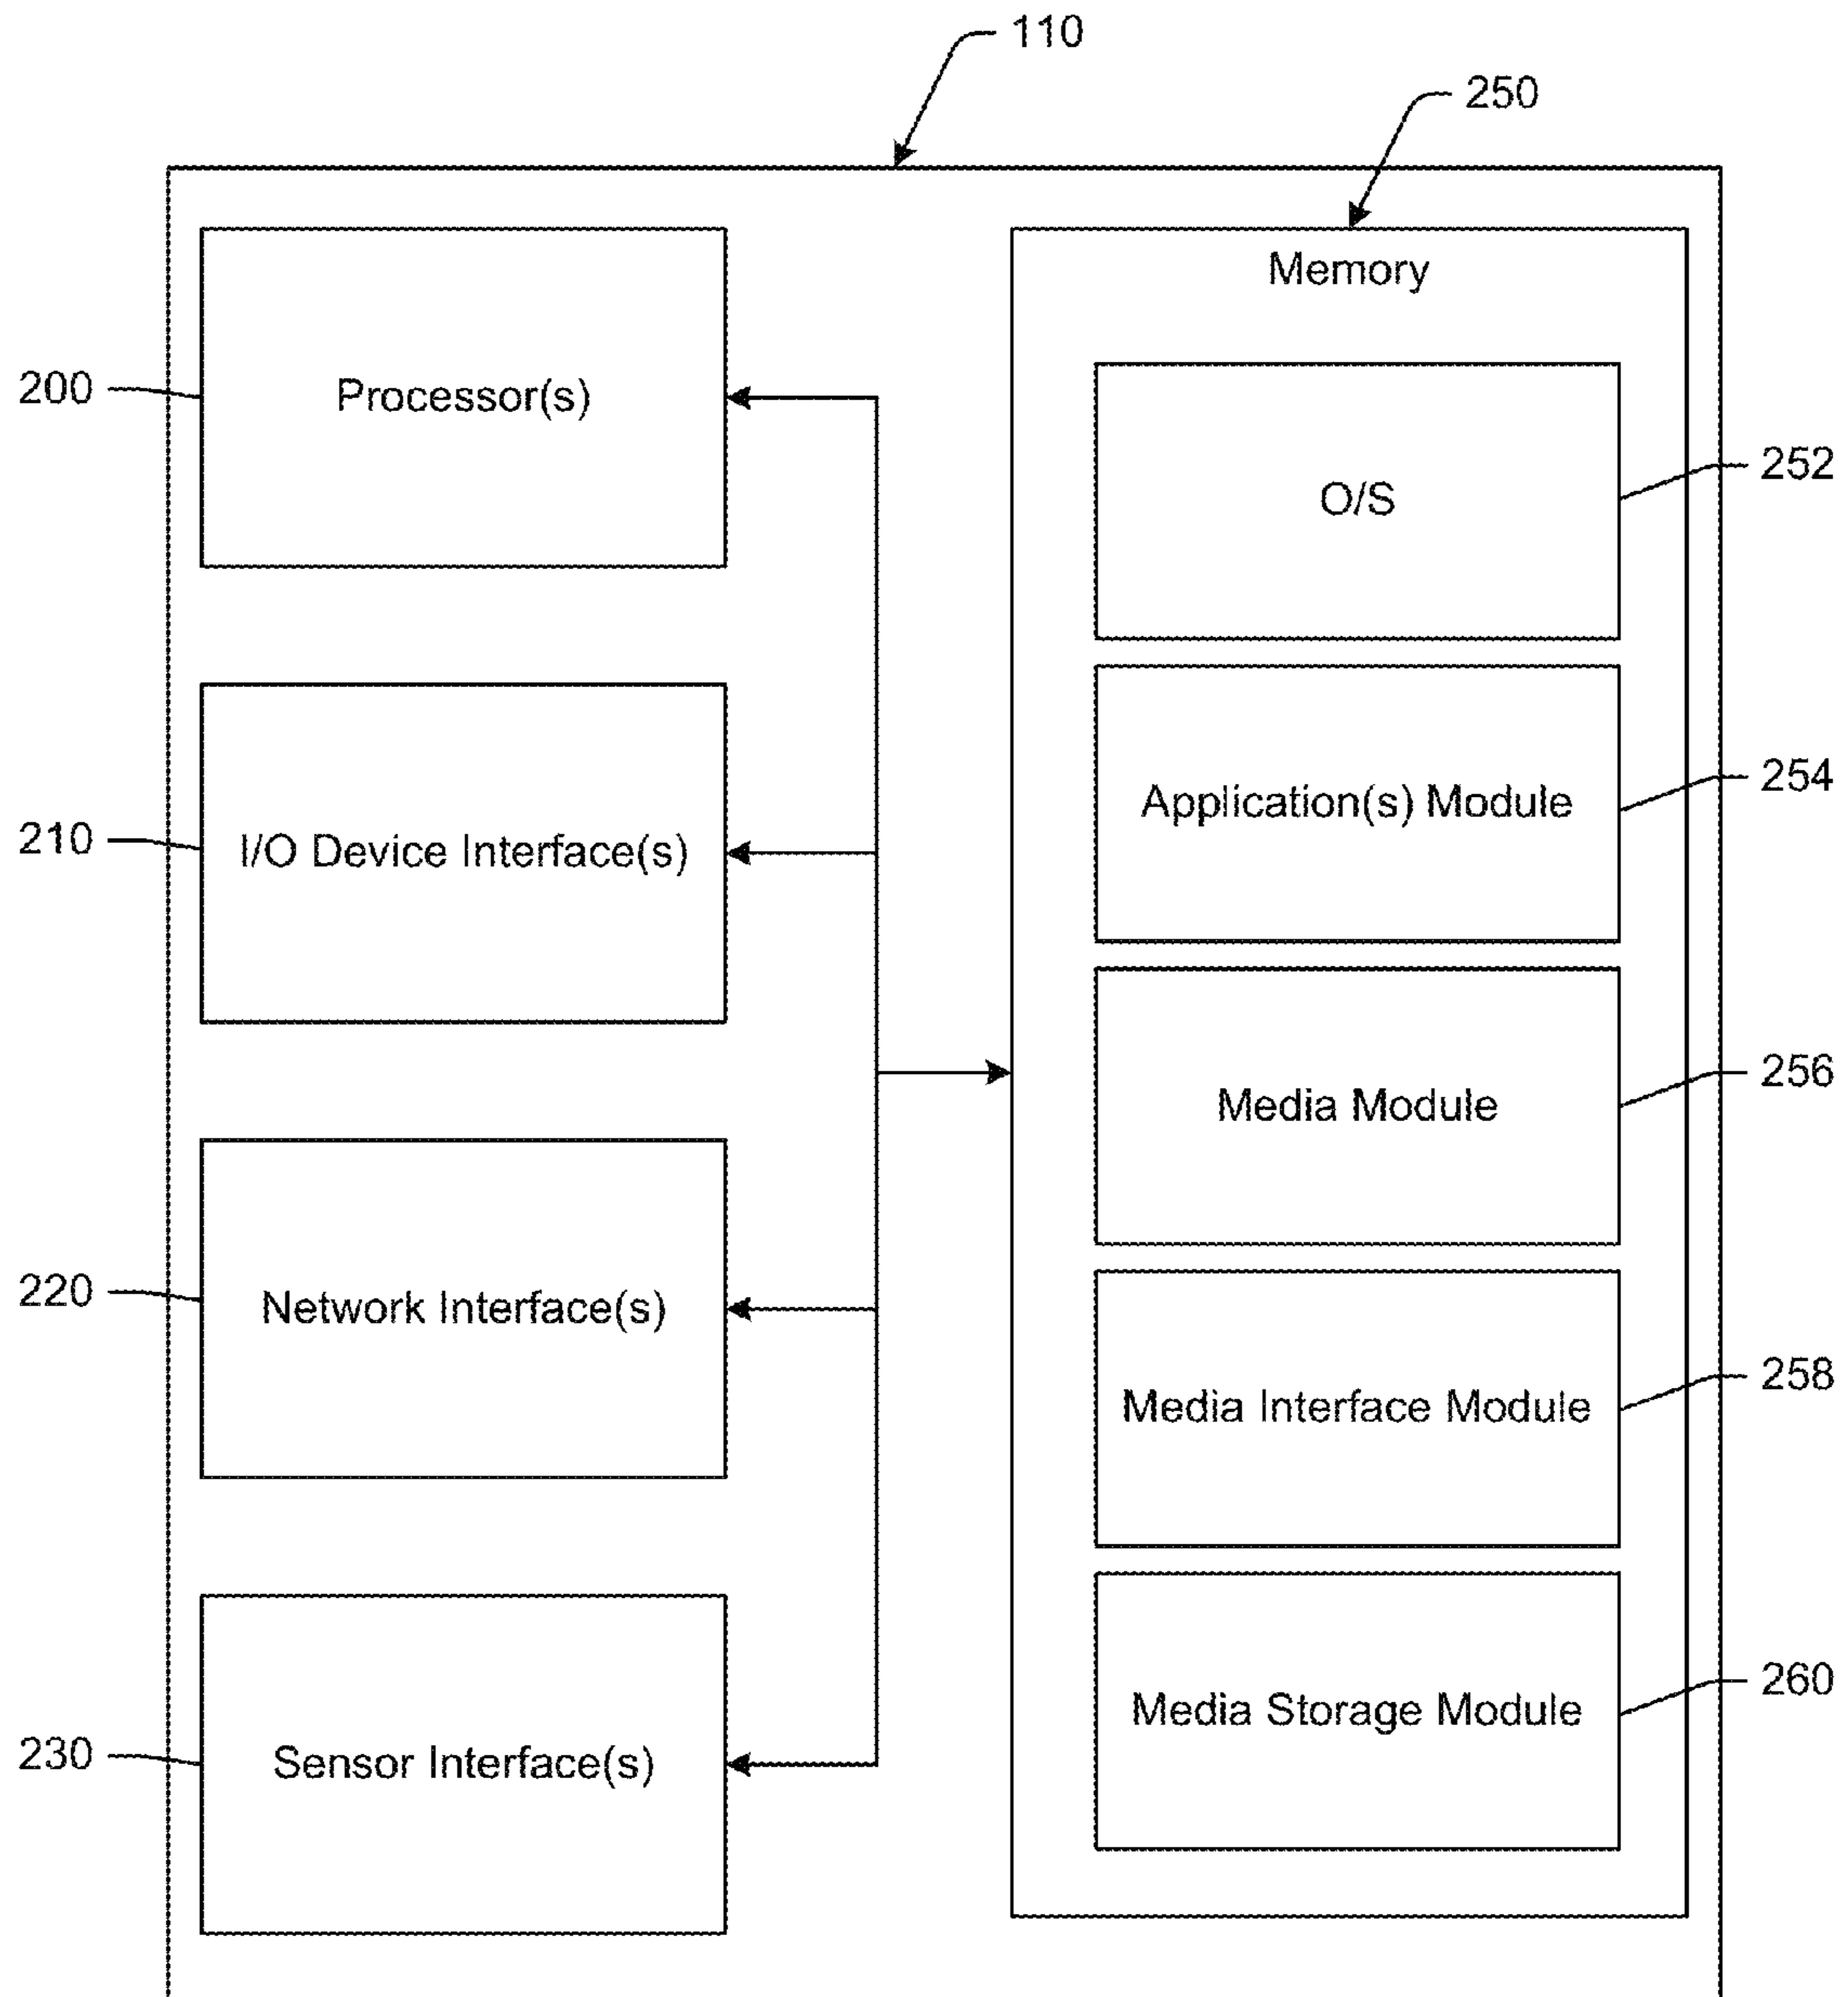 110
250
Memory
200
Processor(s)
O/S
252
Application(s) Module
254
210
I/O Device Interface(s)
Media Module
256
220
Network Interface(s)
Media Interface Module
258
230
Sensor Interface(s)
Media Storage Module
260